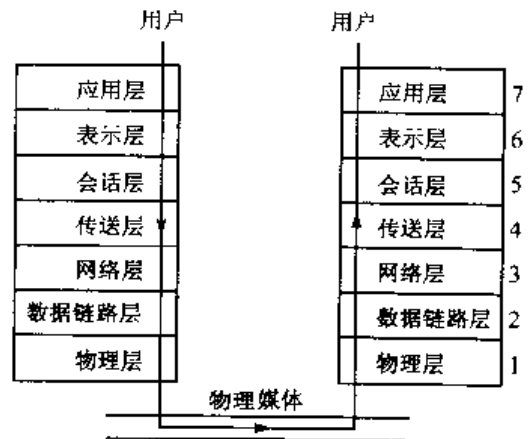 用户 用户
应用层 应用层 7
表示层 表示层 6
会话层 会话层 5
传送层 传送层 4
网络层 网络层 3
数据链路层 数据链路层 2
物理层 物理层 1
物理媒体